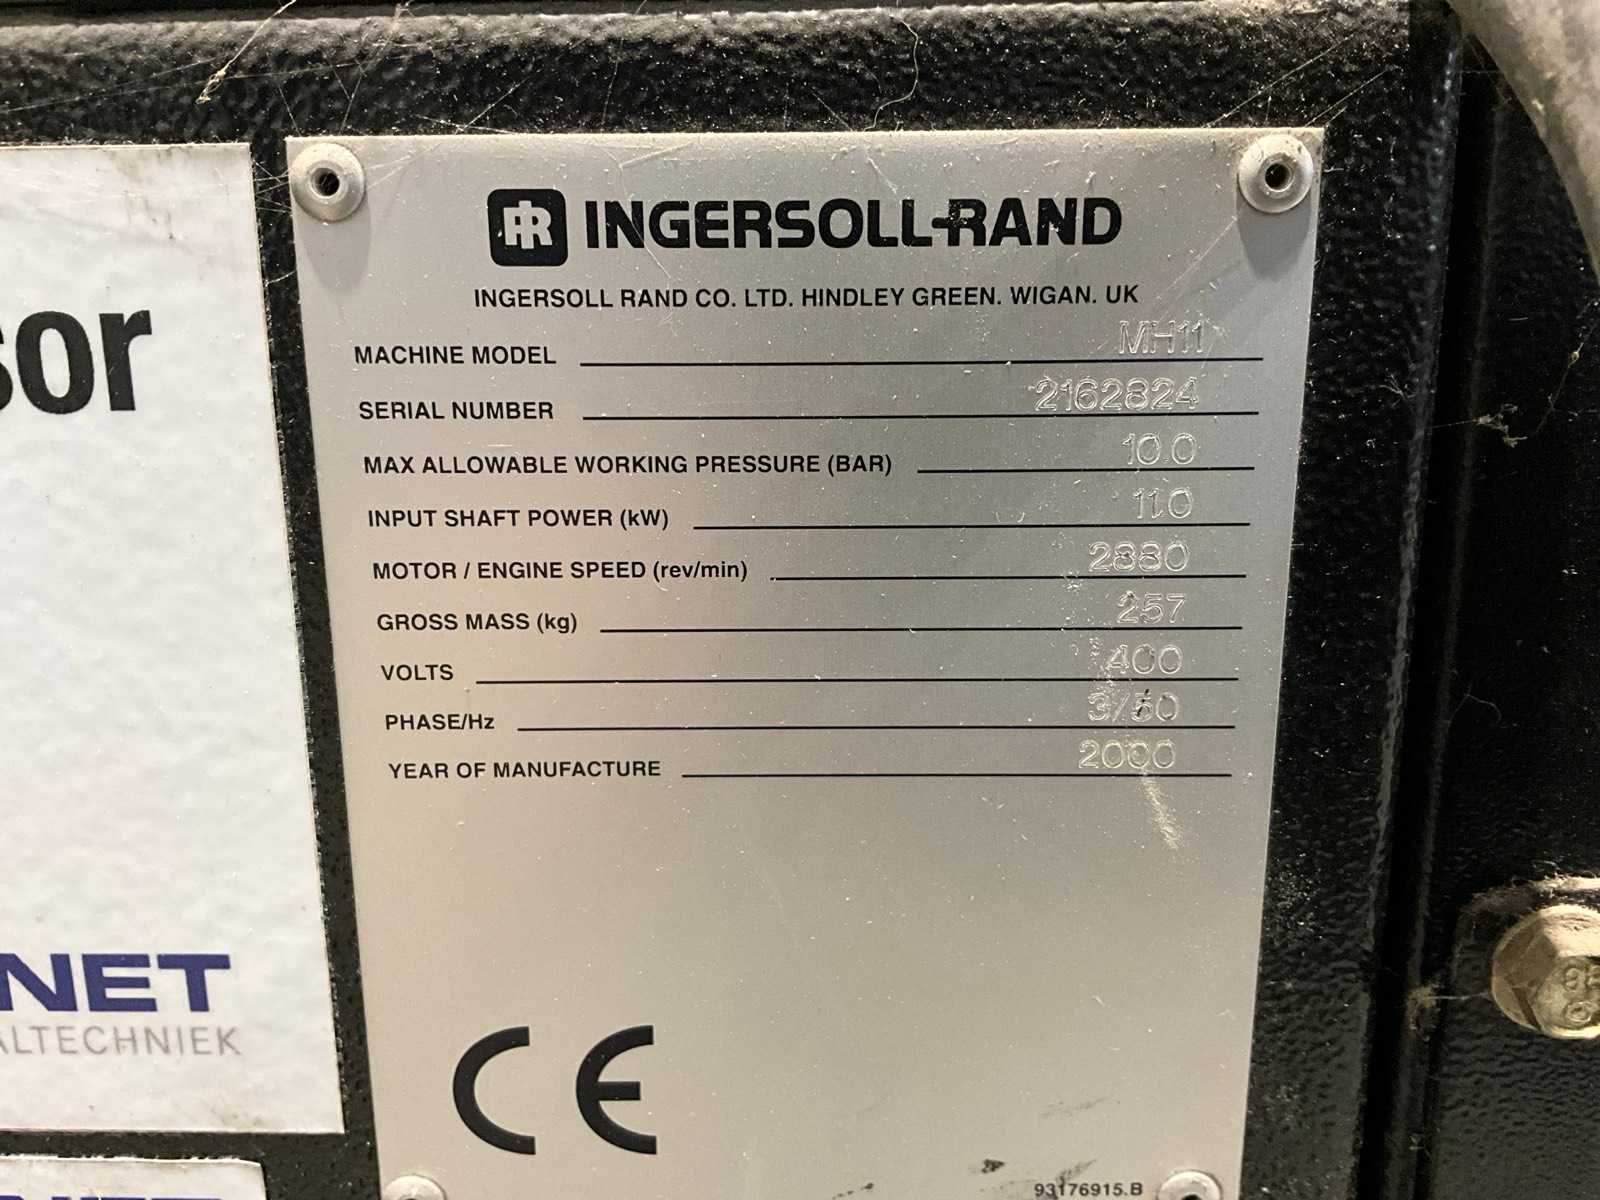 sor
NET
ALTECHNIEK
IR INGERSOLL-RAND
INGERSOLL RAND CO. LTD. HINDLEY GREEN. WIGAN. UK
MACHINE MODEL MH11
SERIAL NUMBER 2162824
MAX ALLOWABLE WORKING PRESSURE (BAR) 10.0
INPUT SHAFT POWER (kW) 11.0
MOTOR / ENGINE SPEED (rev/min) 2880
GROSS MASS (kg) 257
VOLTS 400
PHASE/Hz 3/50
YEAR OF MANUFACTURE 2000
CE
93176915.B